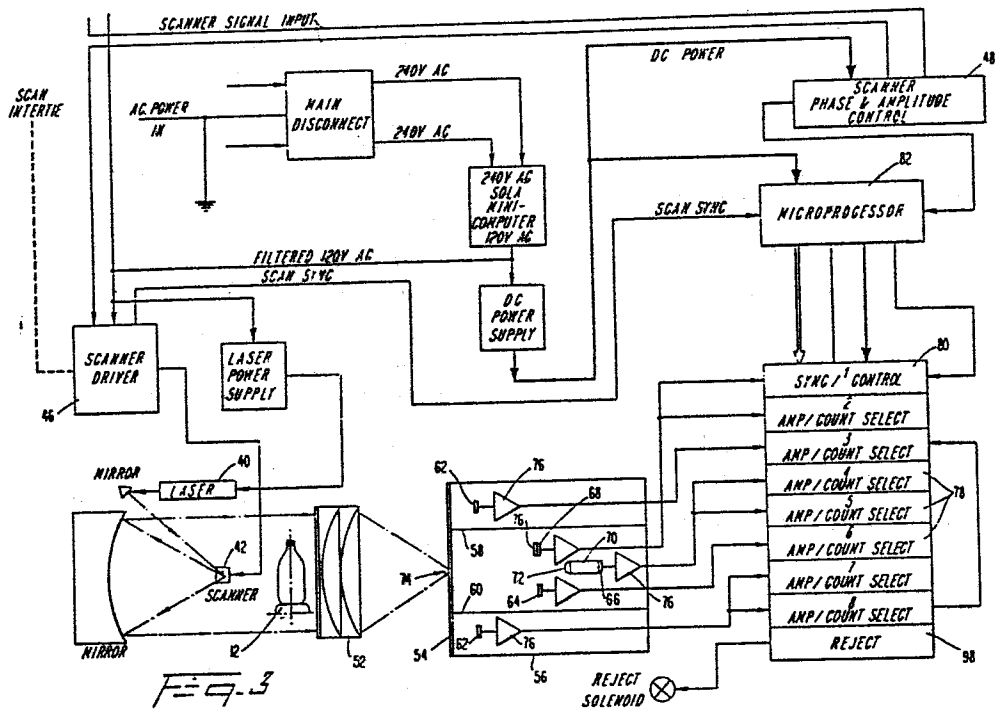 SCANNER SIGNAL INPUT
DC POWER
48
SCANNER
PHASE & AMPLITUDE
CONTROL
SCAN
INTERTIE
AC. POWER
IN
MAIN
DISCONNECT
240V AC
240V AC
240V AC
SOLA
MINI-
COMPUTER
120V AC
82
MICROPROCESSOR
SCAN SYNC
FILTERED 120V AC
SCAN SYNC
DC
POWER
SUPPLY
SCANNER
DRIVER
46
LASER
POWER
SUPPLY
80
1
SYNC/ CONTROL
2
AMP/COUNT SELECT
3
AMP/COUNT SELECT
4
AMP/COUNT SELECT
5
AMP/COUNT SELECT
6
AMP/COUNT SELECT
7
AMP/COUNT SELECT
8
AMP/COUNT SELECT
REJECT
78
98
MIRROR
40
LASER
42
SCANNER
MIRROR
12
52
74
54
62
76
58
76
68
70
72
66
76
64
60
62
76
56
REJECT
SOLENOID
Fig. 3